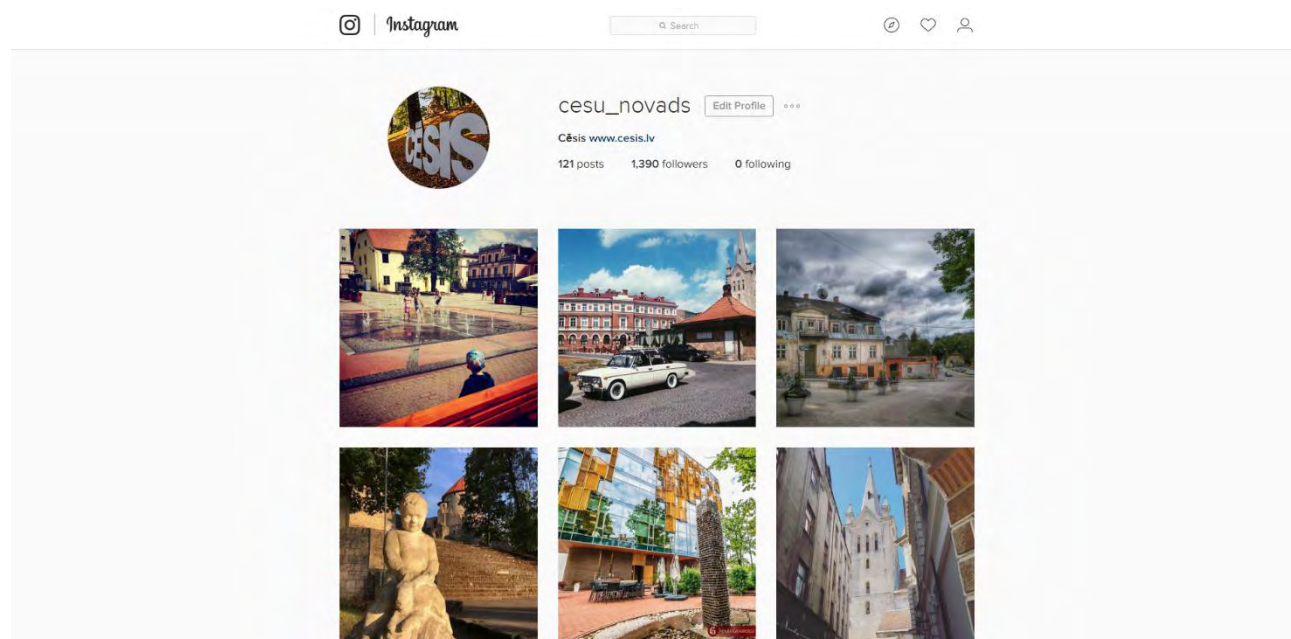 Instagram
Search
cesu_novads Edit Profile
Cēsis www.cesis.lv
121 posts 1,390 followers 0 following
CĒSIS